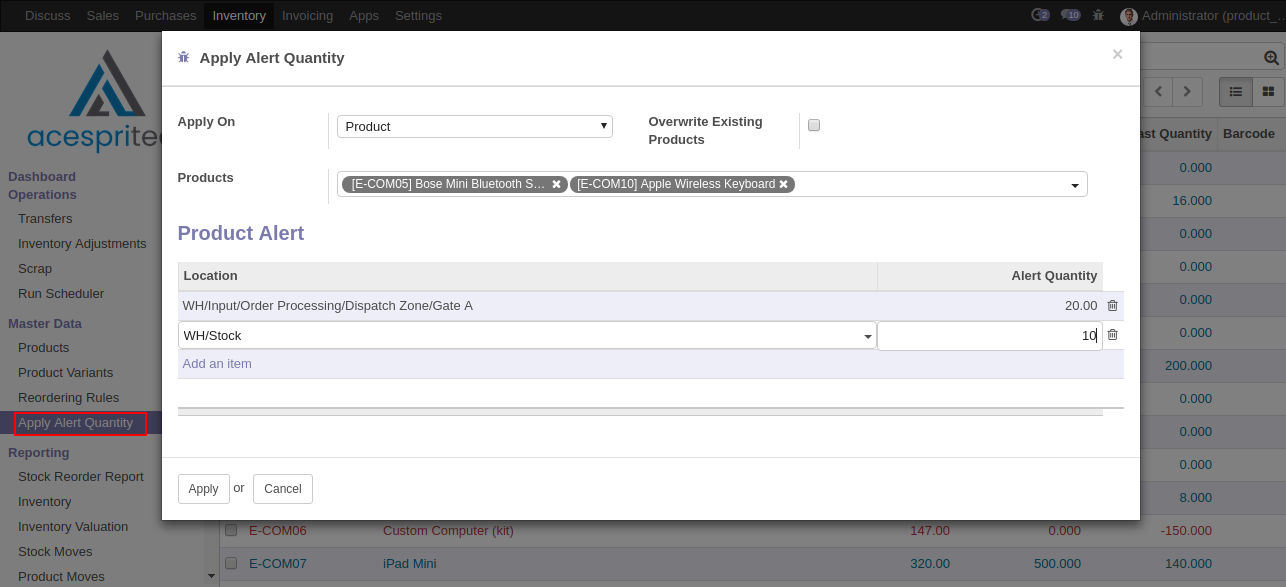 Discuss Sales Purchases Inventory Invoicing Apps Settings 2 10 Administrator (product_...
Apply Alert Quantity ×
acesprite
Apply On Product Overwrite Existing Products
Products [E-COM05] Bose Mini Bluetooth S... ✖ [E-COM10] Apple Wireless Keyboard ✖
Product Alert
Location Alert Quantity
WH/Input/Order Processing/Dispatch Zone/Gate A 20.00
WH/Stock 10
Add an item
Apply or Cancel
Dashboard
Operations
Transfers
Inventory Adjustments
Scrap
Run Scheduler
Master Data
Products
Product Variants
Reordering Rules
Apply Alert Quantity
Reporting
Stock Reorder Report
Inventory
Inventory Valuation
Stock Moves
Product Moves
ast Quantity Barcode
0.000
16.000
0.000
0.000
0.000
0.000
200.000
0.000
0.000
0.000
8.000
E-COM06 Custom Computer (kit) 147.00 0.000 -150.000
E-COM07 iPad Mini 320.00 500.000 140.000